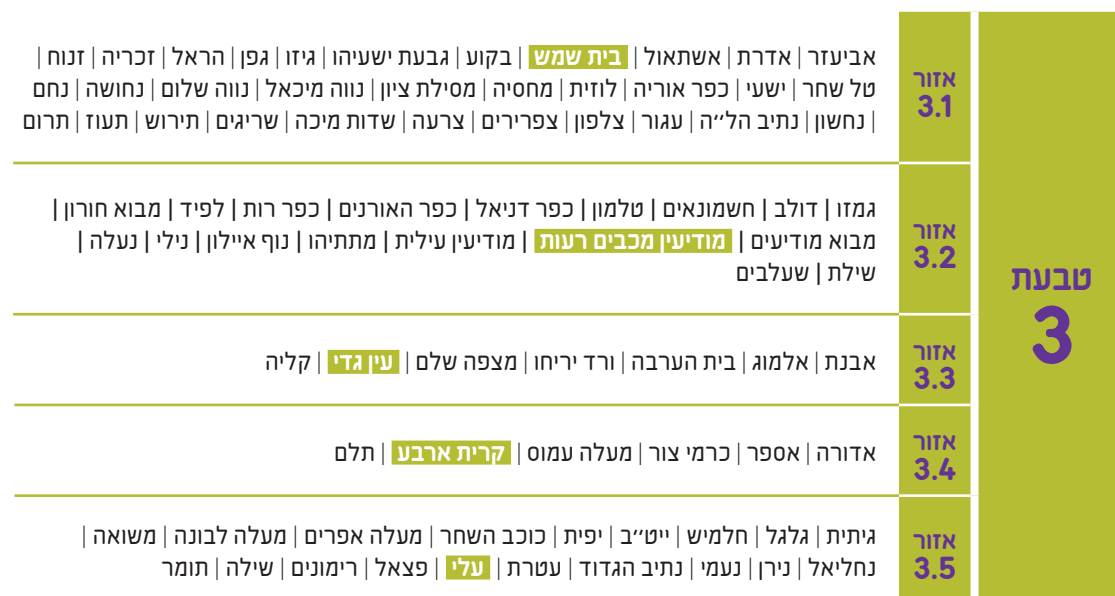 טבעת
3
אזור
3.1
אביעזר | אדרת | אשתאול | בית שמש | בקוע | גבעת ישעיהו | גיזו | גפן | הראל | זכריה | זנוח |
טל שחר | ישעי | כפר אוריה | לוזית | מחסיה | מסילת ציון | נווה מיכאל | נווה שלום | נחושה | נחם
| נחשון | נתיב הל״ה | עגור | צלפון | צפרירים | צרעה | שדות מיכה | שריגים | תירוש | תעוז | תרום
אזור
3.2
גמזו | דולב | חשמונאים | טלמון | כפר דניאל | כפר האורנים | כפר רות | לפיד | מבוא חורון |
מבוא מודיעים | מודיעין מכבים רעות | מודיעין עילית | מתתיהו | נוף איילון | נילי | נעלה |
שילת | שעלבים
אזור
3.3
אבנת | אלמוג | בית הערבה | ורד יריחו | מצפה שלם | עין גדי | קליה
אזור
3.4
אדורה | אספר | כרמי צור | מעלה עמוס | קרית ארבע | תלם
אזור
3.5
גיתית | גלגל | חלמיש | ייט״ב | יפית | כוכב השחר | מעלה אפרים | מעלה לבונה | משואה |
נחליאל | נירן | נעמי | נתיב הגדוד | עטרת | עלי | פצאל | רימונים | שילה | תומר